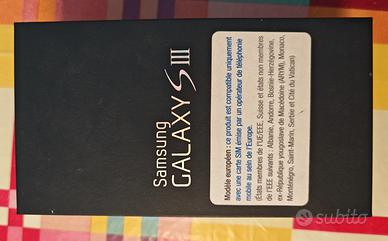 Samsung
GALAXY S III
Modèle européen : ce produit est compatible uniquement
avec une carte SIM émise par un opérateur de téléphonie
mobile au sein de l'Europe.
(États membres de l'UE/EEE, Suisse et états non membres
de l'EEE suivants : Albanie, Andorre, Bosnie-Herzégovine,
ex-République yougoslave de Macédoine (ARYM), Monaco,
Monténégro, Saint-Marin, Serbie et Cité du Vatican)
subito